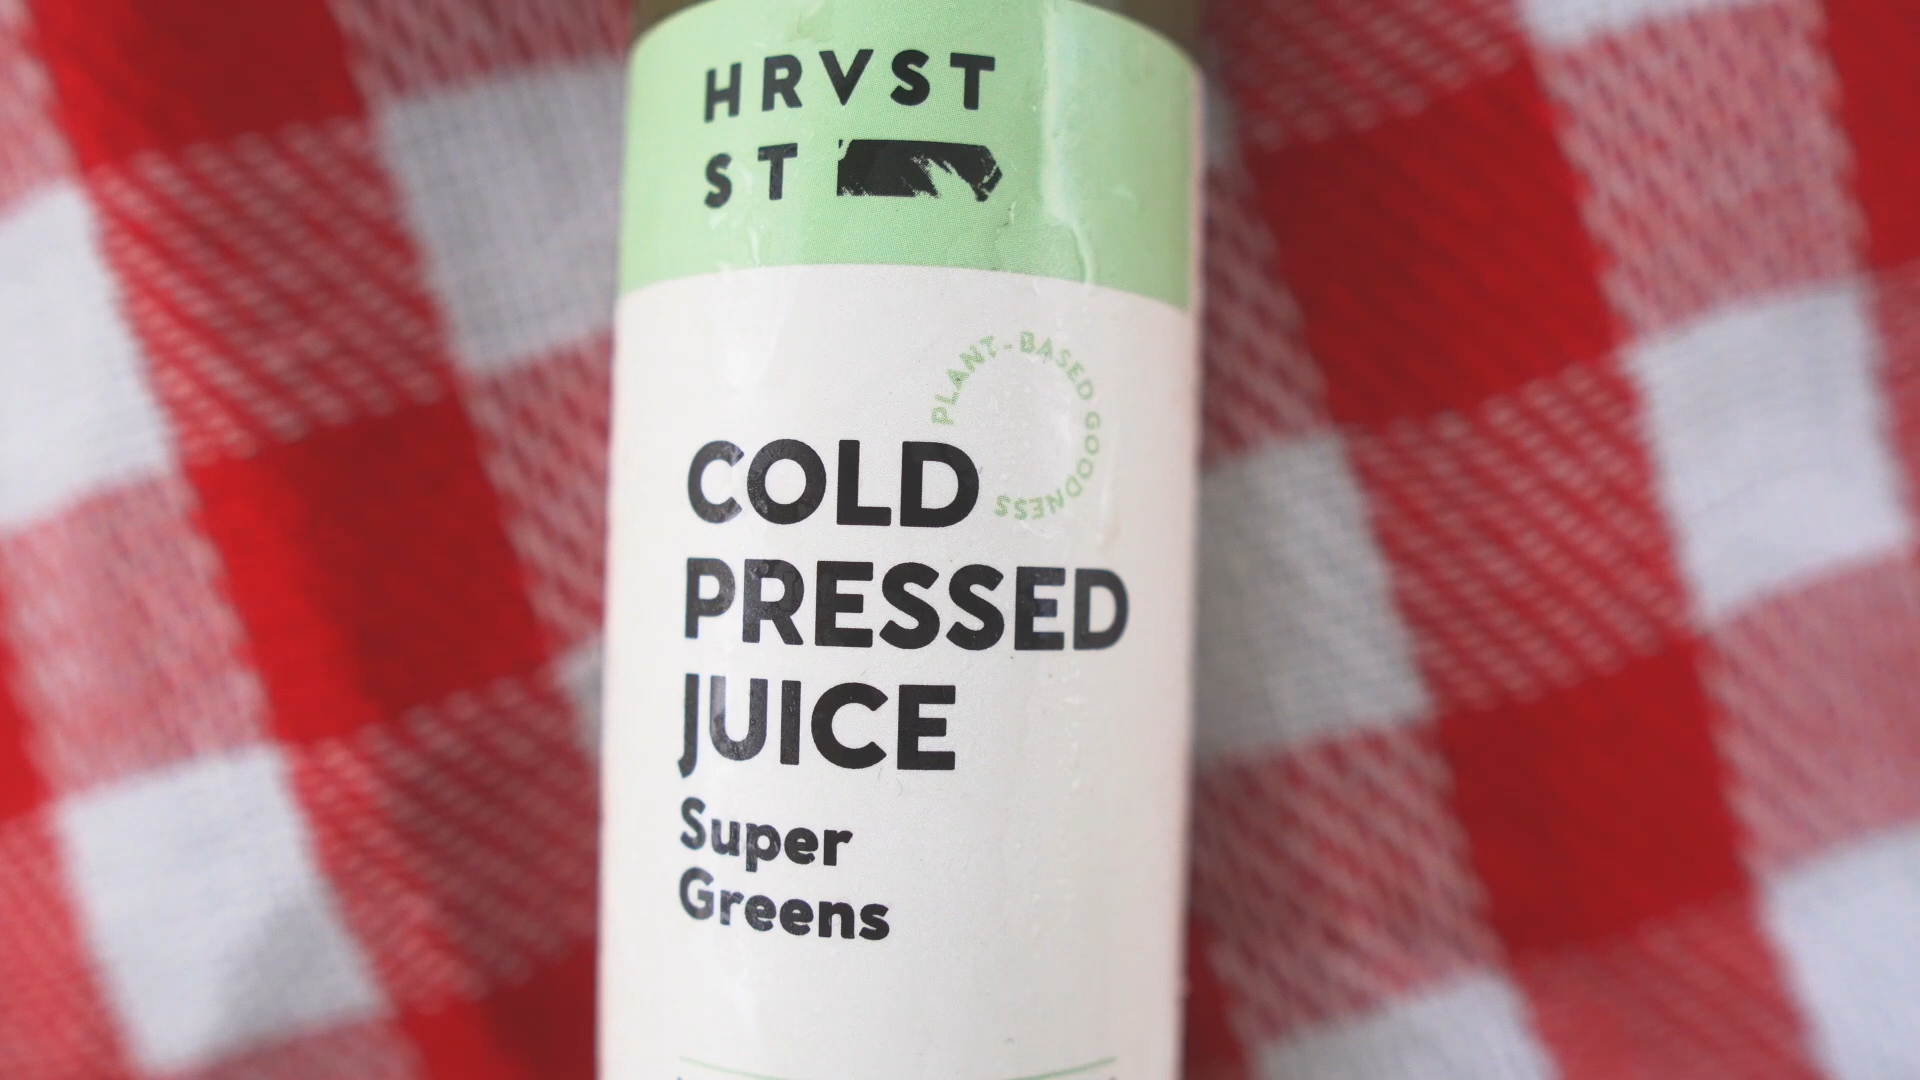 HRVST
ST
PLANT-BASED GOODNESS
COLD
PRESSED
JUICE
Super
Greens